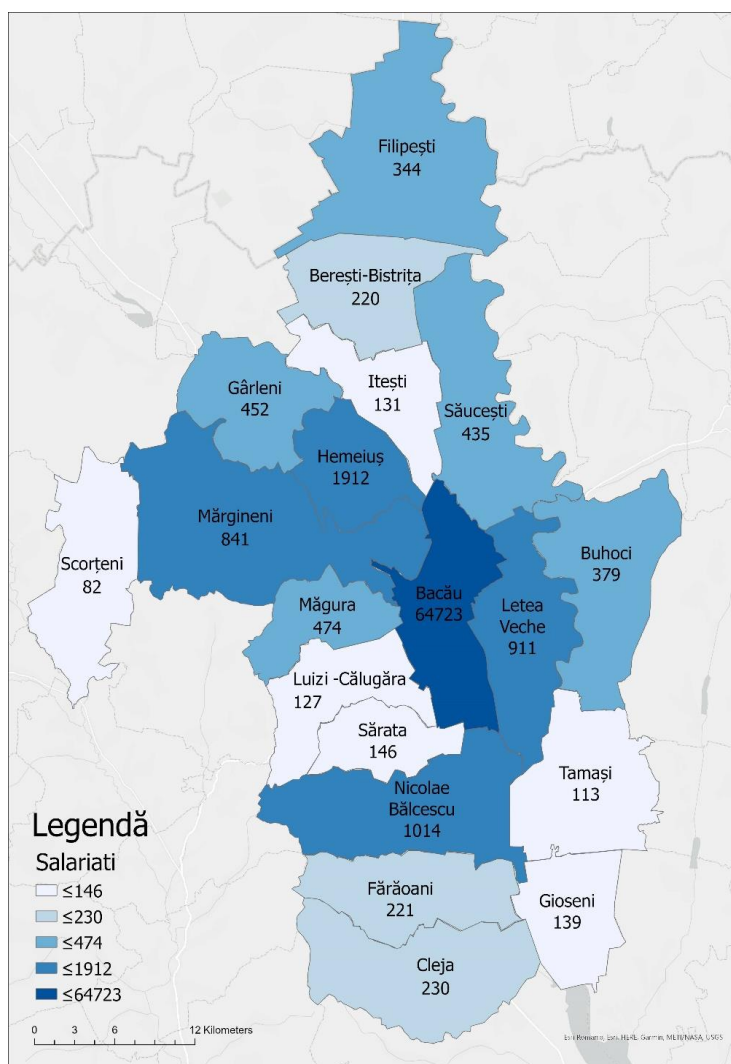 Filipești
344
Berești-Bistrița
220
Itești
131
Săucești
435
Gârleni
452
Hemeiuș
1912
Mărgineni
841
Scorțeni
82
Buhoci
379
Bacău
64723
Letea
Veche
911
Măgura
474
Luizi -Călugăra
127
Sărata
146
Tamași
113
Nicolae
Bălcescu
1014
Fărăoani
221
Gioseni
139
Cleja
230
Legendă
Salariati
≤146
≤230
≤474
≤1912
≤64723
0 3 6 12 Kilometers
Esri Romania, Esri, HERE, Garmin, METI/NASA, USGS